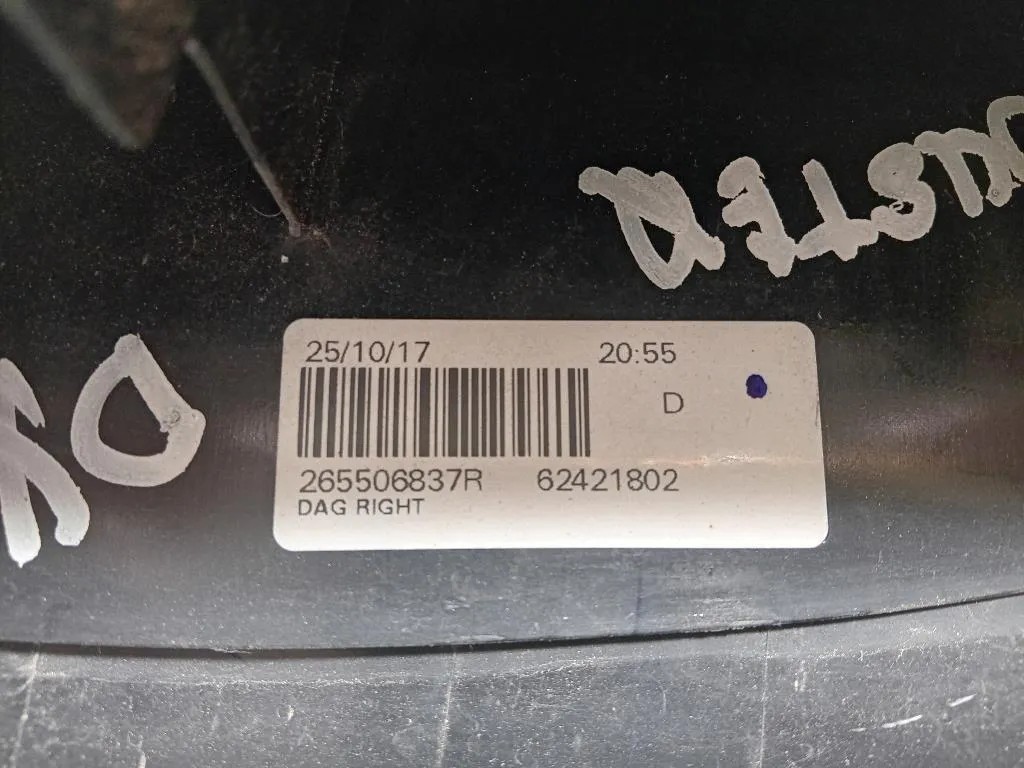 DUSTER
25/10/17 20:55
D
265506837R 62421802
DAG RIGHT